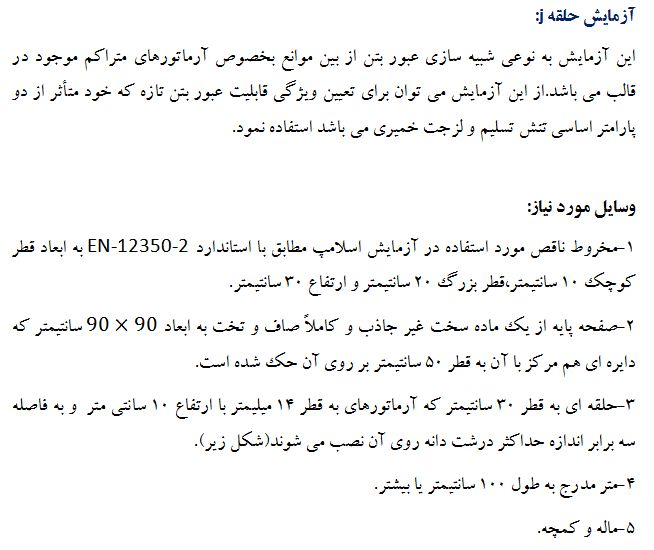 آزمایش حلقه j:
این آزمایش به نوعی شبیه سازی عبور بتن از بین موانع بخصوص آرماتورهای متراکم موجود در
قالب می باشد.از این آزمایش می توان برای تعیین ویژگی قابلیت عبور بتن تازه که خود متأثر از دو
پارامتر اساسی تنش تسلیم و لزجت خمیری می باشد استفاده نمود.
وسایل مورد نیاز:
۱-مخروط ناقص مورد استفاده در آزمایش اسلامپ مطابق با استاندارد EN-12350-2 به ابعاد قطر
کوچک ۱۰ سانتیمتر،قطر بزرگ ۲۰ سانتیمتر و ارتفاع ۳۰ سانتیمتر.
۲-صفحه پایه از یک ماده سخت غیر جاذب و کاملاً صاف و تخت به ابعاد 90 × 90 سانتیمتر که
دایره ای هم مرکز با آن به قطر ۵۰ سانتیمتر بر روی آن حک شده است.
۳-حلقه ای به قطر ۳۰ سانتیمتر که آرماتورهای به قطر ۱۴ میلیمتر با ارتفاع ۱۰ سانتی متر و به فاصله
سه برابر اندازه حداکثر درشت دانه روی آن نصب می شوند(شکل زیر).
۴-متر مدرج به طول ۱۰۰ سانتیمتر یا بیشتر.
۵-ماله و کمچه.